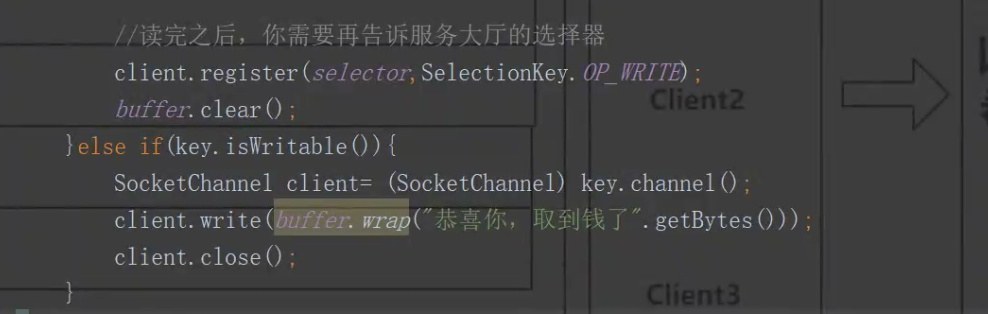 //读完之后，你需要再告诉服务大厅的选择器
client.register(selector,SelectionKey.OP_WRITE);
buffer.clear();
}else if(key.isWritable()){
SocketChannel client= (SocketChannel) key.channel();
client.write(buffer.wrap("恭喜你，取到钱了".getBytes()));
client.close();
}
Client2
Client3